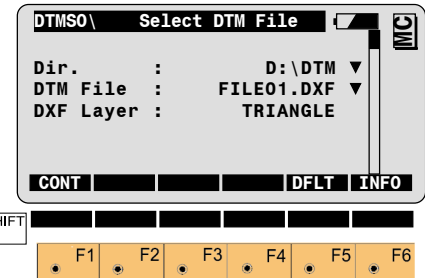 DTMSO\ Select DTM File MC
Dir. : D:\DTM ▼
DTM File : FILE01.DXF ▼
DXF Layer : TRIANGLE
CONT DFLT INFO
HIFT
F1 F2 F3 F4 F5 F6